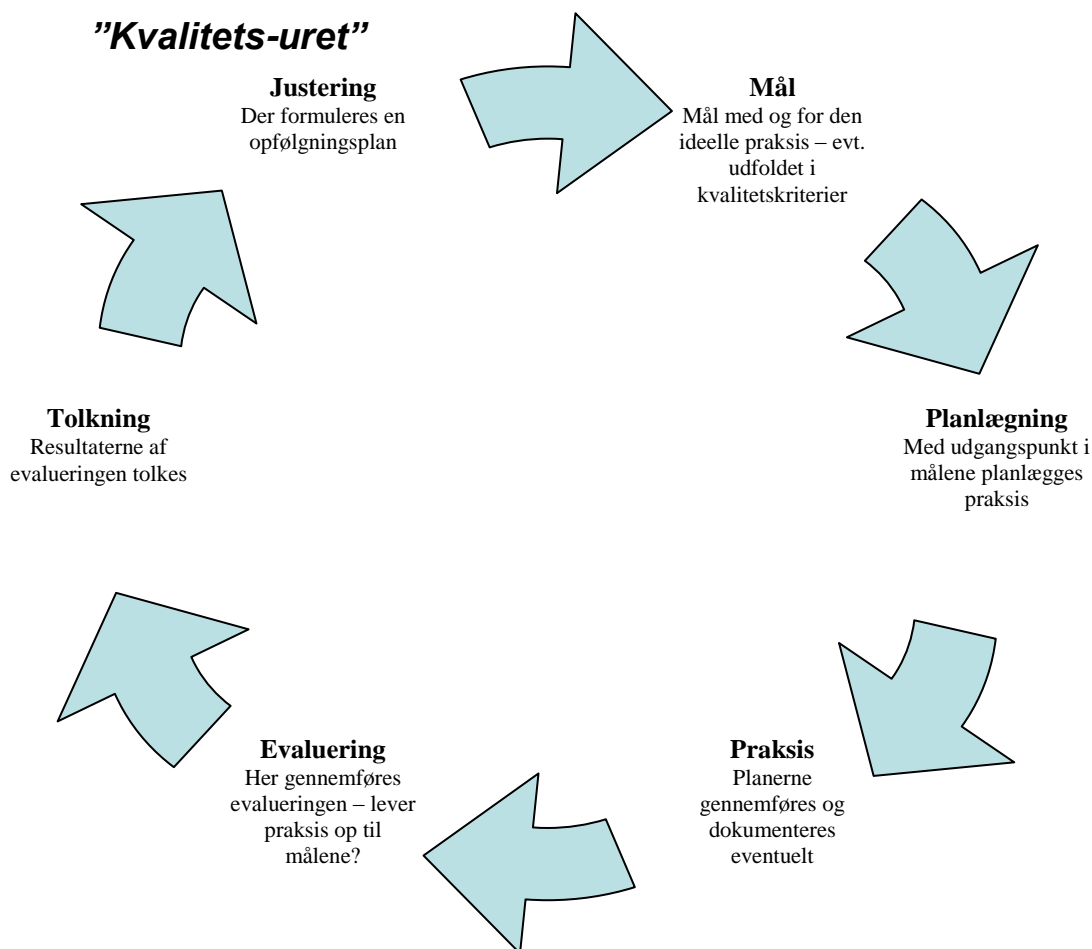 ”Kvalitets-uret”
Justering
Der formuleres en
opfølgningsplan
Mål
Mål med og for den
ideelle praksis – evt.
udfoldet i
kvalitetskriterier
Planlægning
Med udgangspunkt i
målene planlægges
praksis
Praksis
Planerne
gennemføres og
dokumenteres
eventuelt
Evaluering
Her gennemføres
evalueringen – lever
praksis op til
målene?
Tolkning
Resultaterne af
evalueringen tolkes